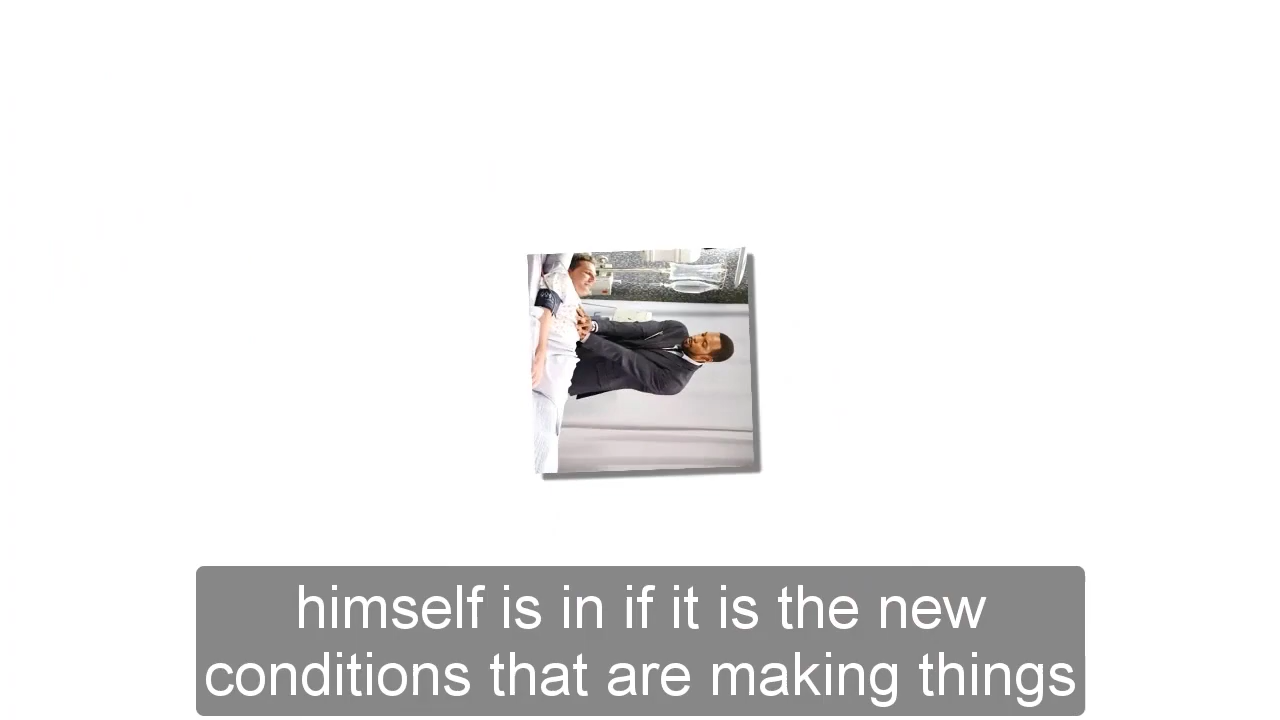 himself is in if it is the new
conditions that are making things